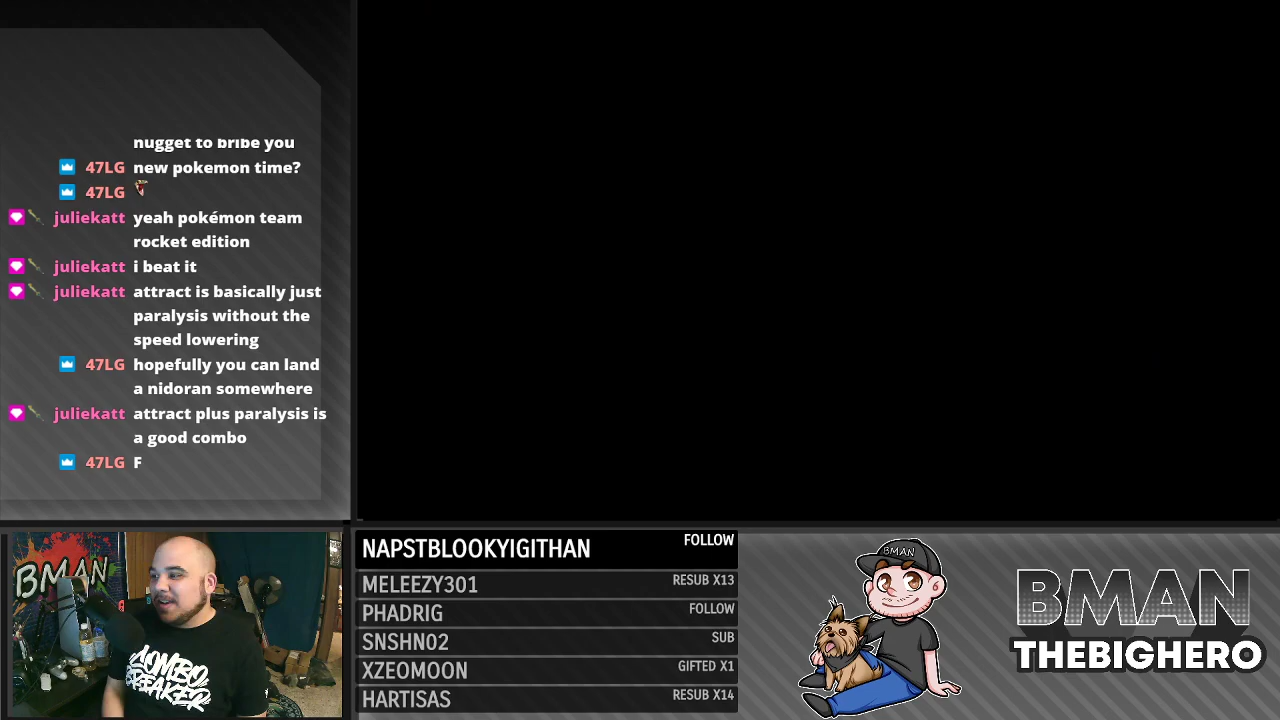 nugget to bribe you
47LG new pokemon time?
47LG
juliekatt yeah pokémon team
rocket edition
juliekatt i beat it
juliekatt attract is basically just
paralysis without the
speed lowering
47LG hopefully you can land
a nidoran somewhere
juliekatt attract plus paralysis is
a good combo
47LG F
BMAN
COMBO
BREAKER
NAPSTBLOOKYIGITHAN FOLLOW
MELEEZY301 RESUB X13
PHADRIG FOLLOW
SNSHN02 SUB
XZEOMOON GIFTED X1
HARTISAS RESUB X14
BMAN
BMAN
THEBIGHERO